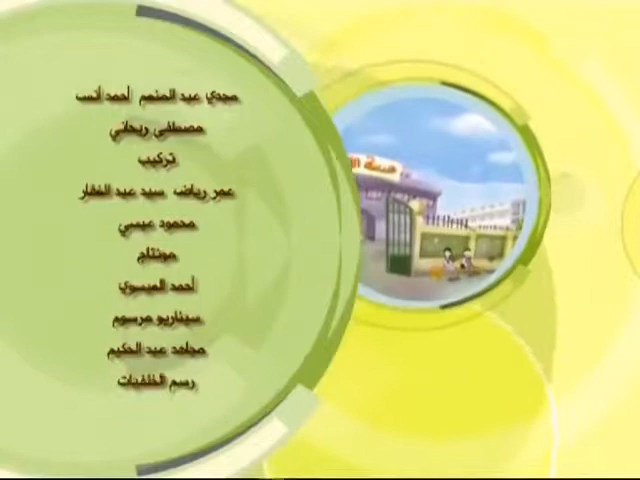 مجدي عبد المنعم أحمد أنس
مصطفى ريحاني
تركيب
عمر رياض سيد عبد الغفار
محمود عيسي
مونتاج
أحمد العيسوي
سيناريو مرسوم
مجاهد عبد الحكيم
رسم الخلفيات